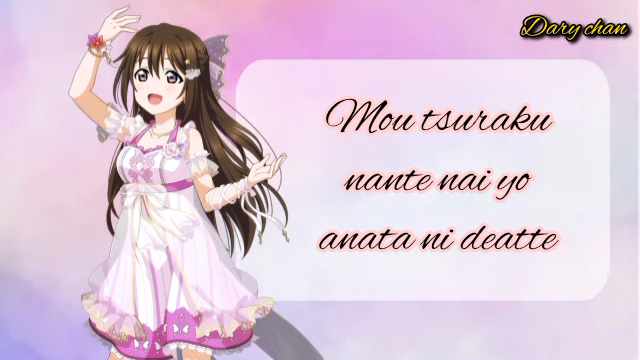 Dary chan
Mou tsuraku
nante nai yo
anata ni deatte